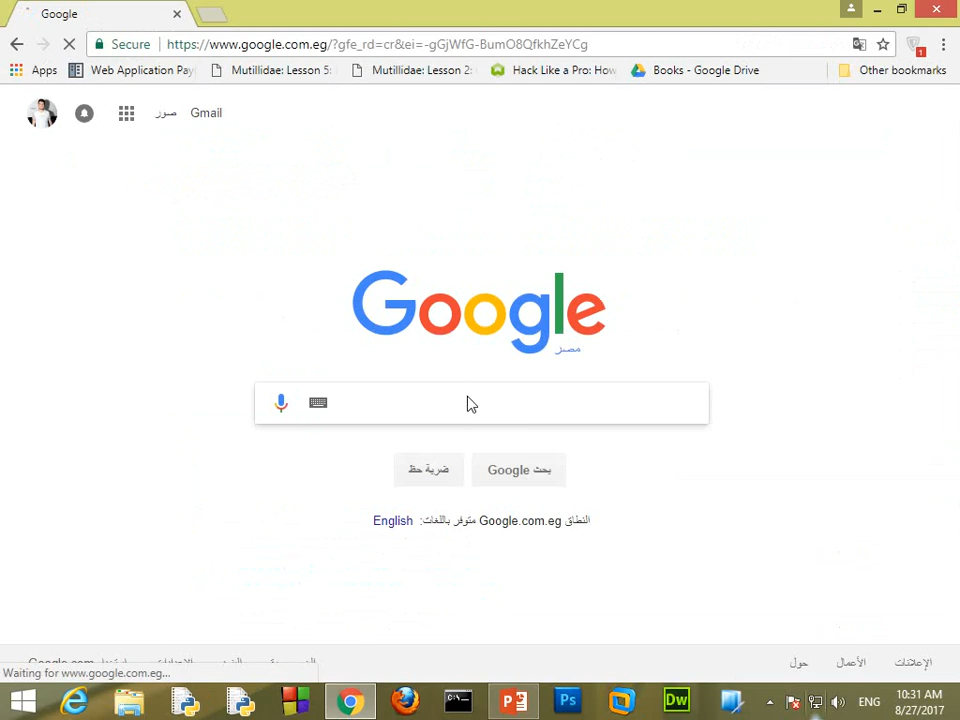 Google
Secure https://www.google.com.eg/?gfe_rd=cr&ei=-gGjWfG-BumO8QfkhZeYCg
1
Apps Web Application Pay Mutillidae: Lesson 5: Mutillidae: Lesson 2: Hack Like a Pro: How Books - Google Drive Other bookmarks
صور Gmail
Google
مصر
بحث Google ضربة حظ
النطاق Google.com.eg متوفر باللغات: English
الإعلانات الأعمال حول
Waiting for www.google.com.eg...
Ps Dw ENG 10:31 AM
8/27/2017